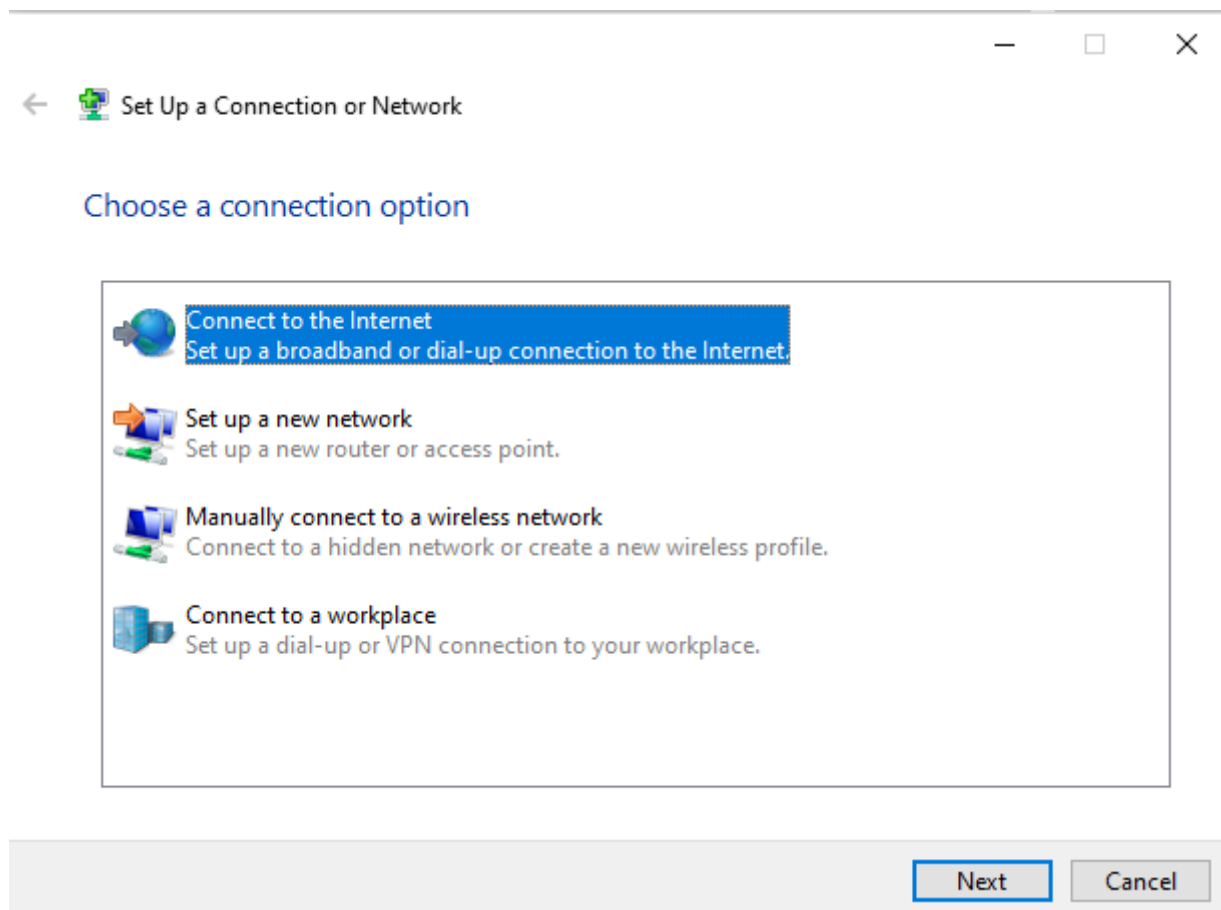 Set Up a Connection or Network
Choose a connection option
Connect to the Internet
Set up a broadband or dial-up connection to the Internet.
Set up a new network
Set up a new router or access point.
Manually connect to a wireless network
Connect to a hidden network or create a new wireless profile.
Connect to a workplace
Set up a dial-up or VPN connection to your workplace.
Next
Cancel